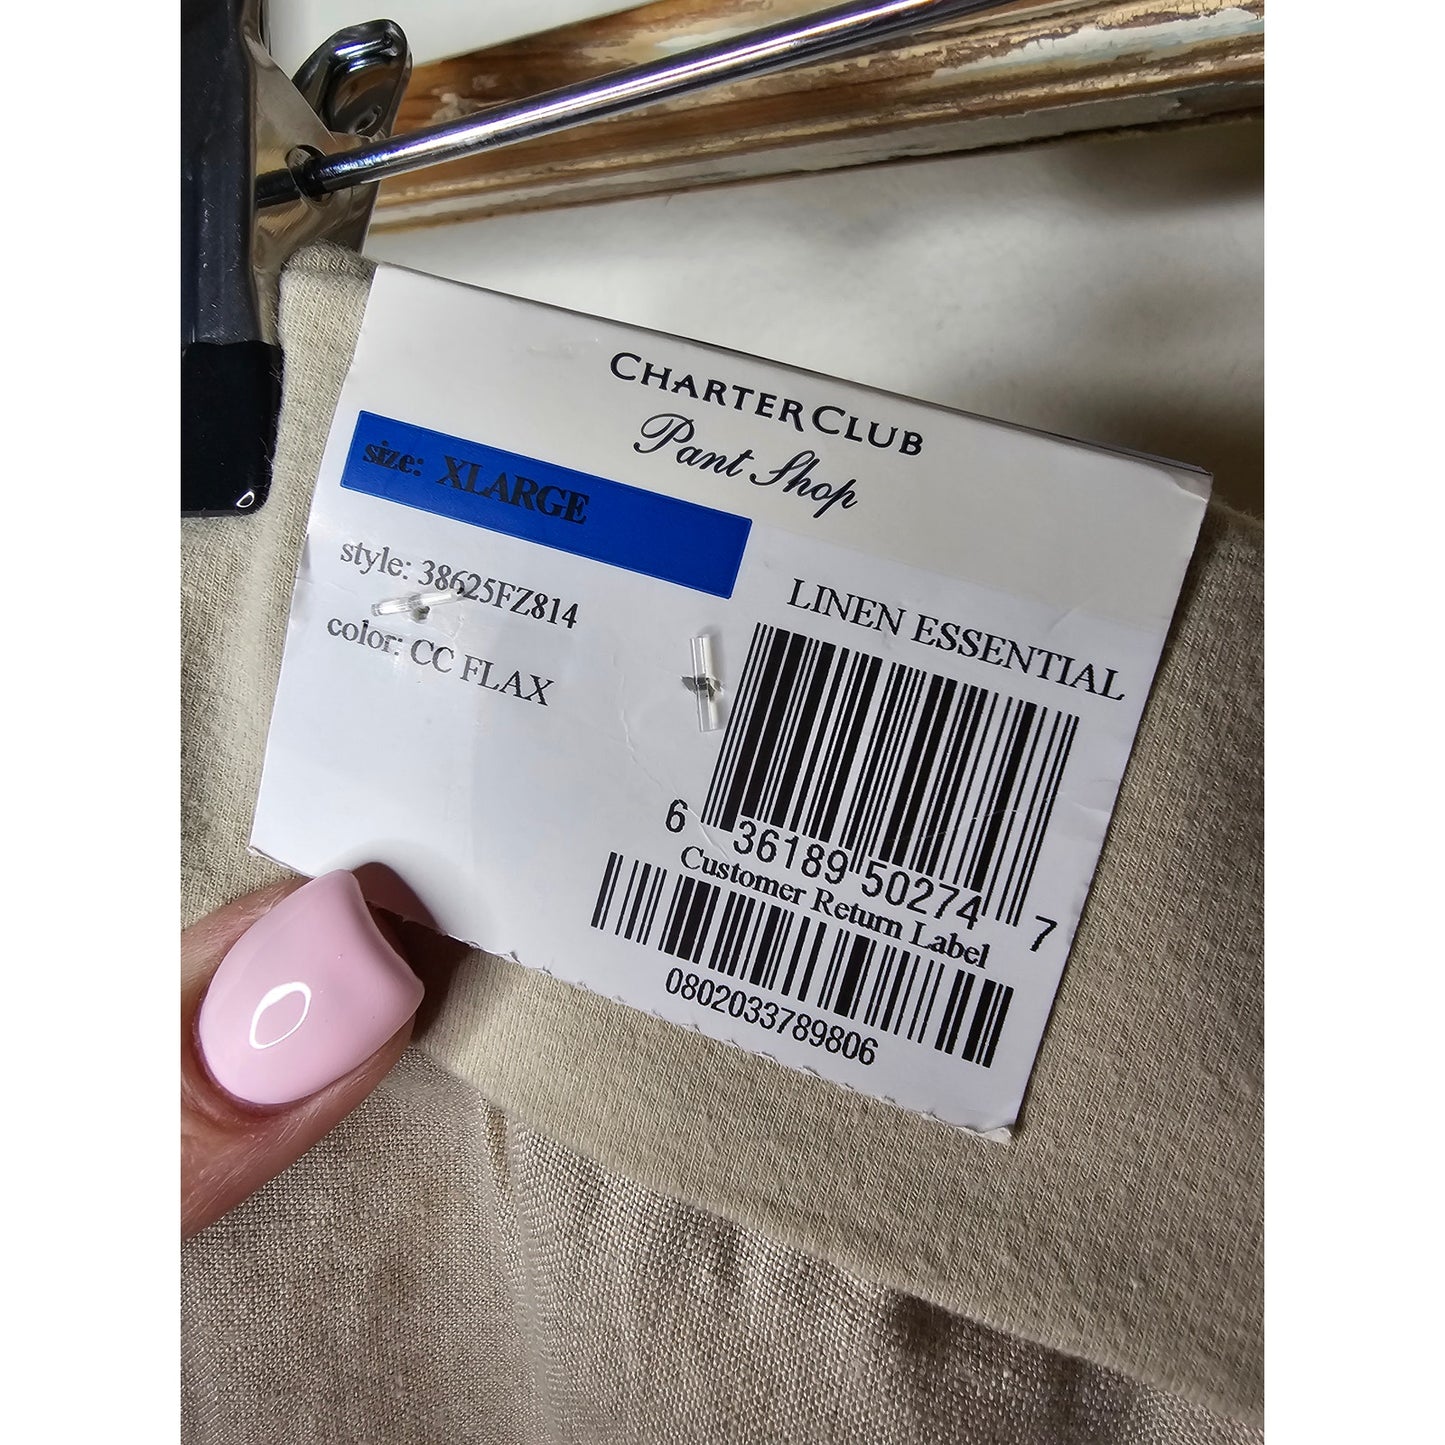 CHARTER CLUB
Pant Shop
size: XLARGE
style: 38625FZ814
color: CC FLAX
LINEN ESSENTIAL
6 36189 50274 7
Customer Return Label
0802033789806